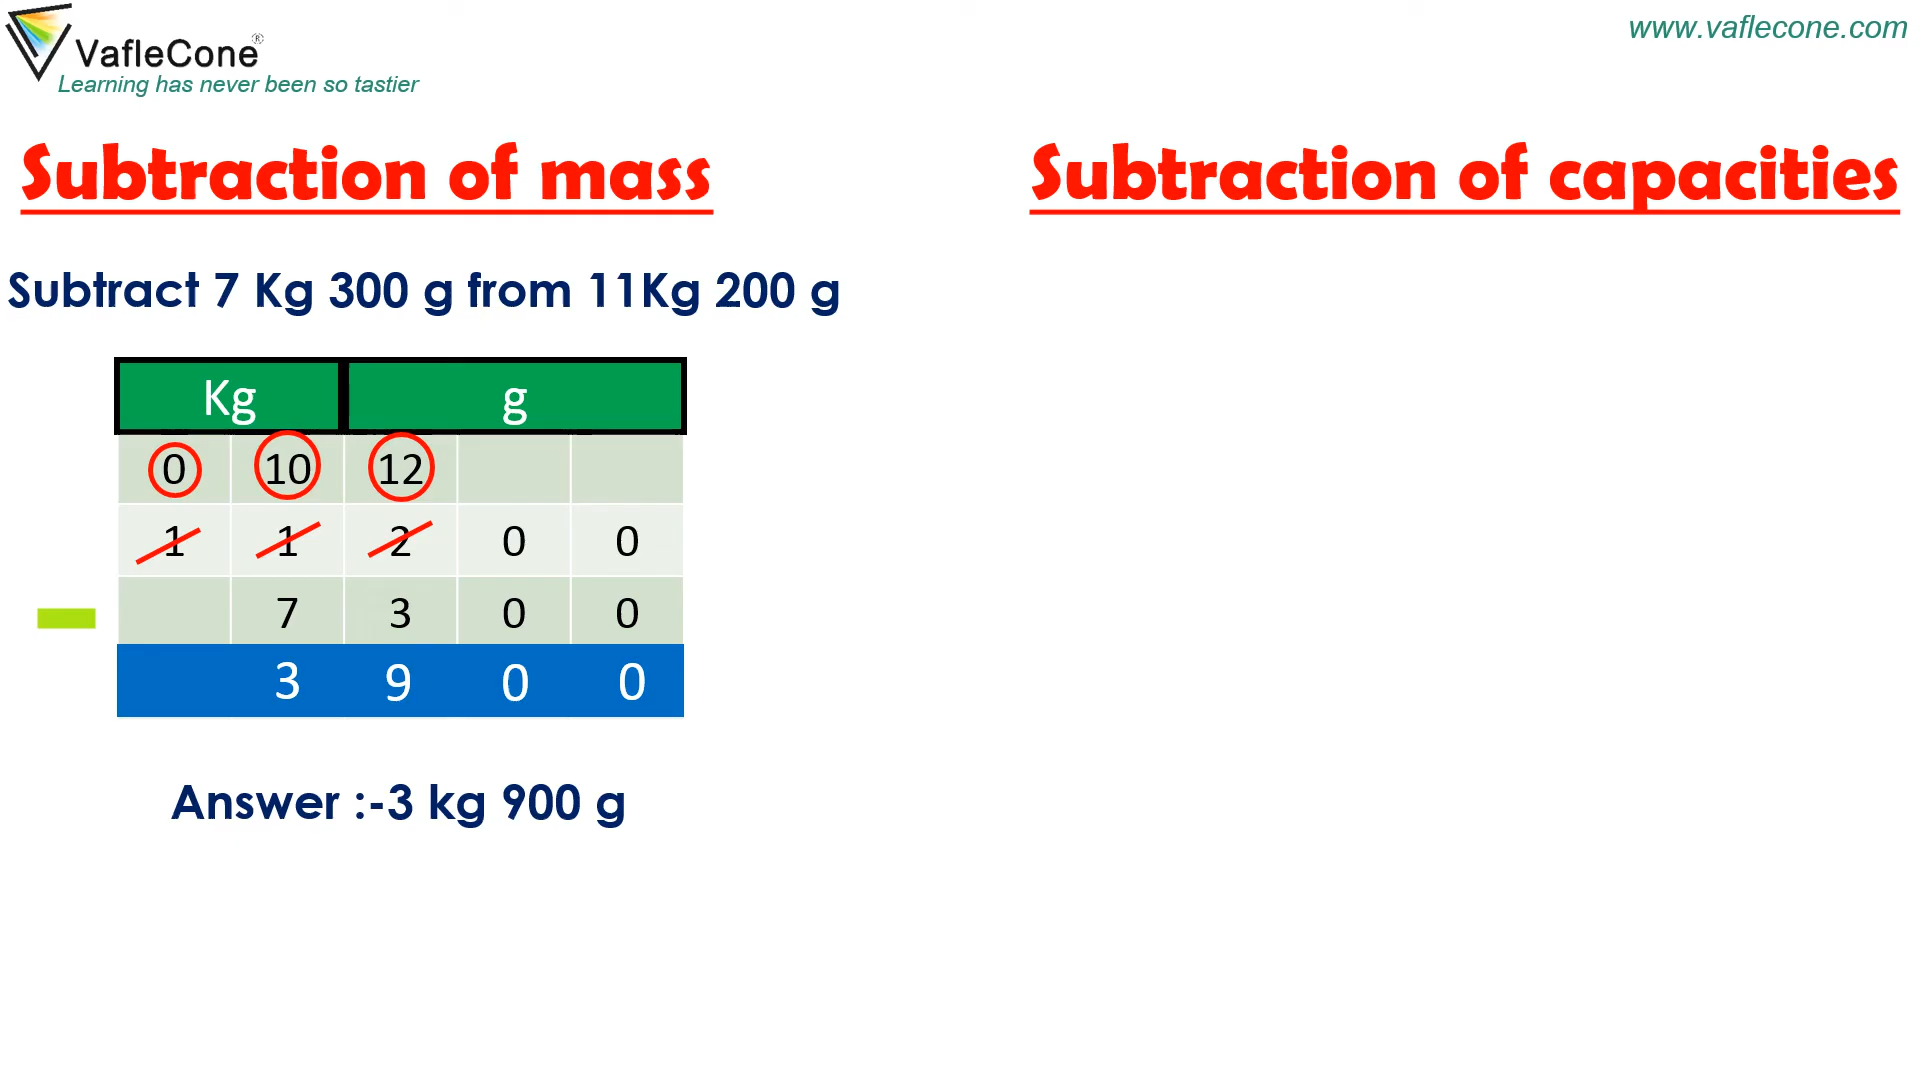 VafleCone®
Learning has never been so tastier
www.vaflecone.com
Subtraction of mass
Subtraction of capacities
Subtract 7 Kg 300 g from 11Kg 200 g
Kg g
0 10 12
1 1 2 0 0
7 3 0 0
3 9 0 0
Answer :-3 kg 900 g